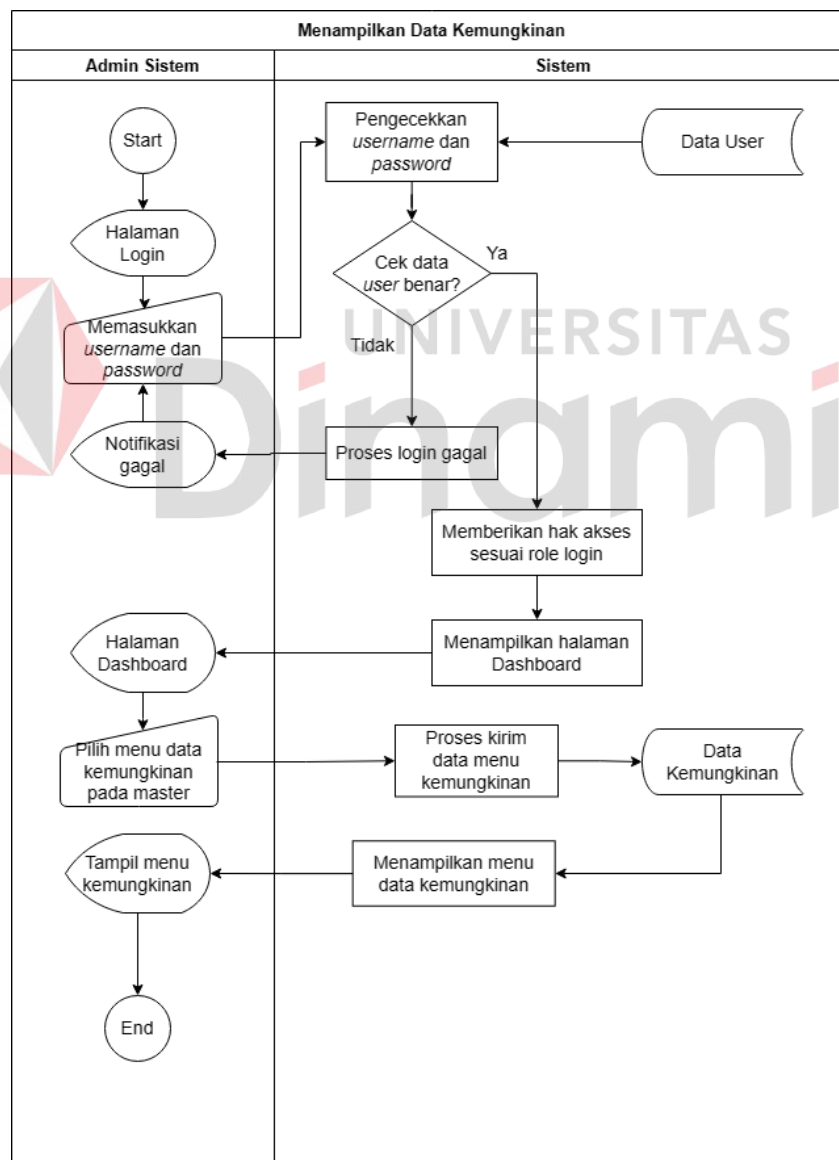 Menampilkan Data Kemungkinan
Admin Sistem
Sistem
Start
Pengecekkan
username dan
password
Data User
Halaman
Login
Cek data
user benar?
Ya
Tidak
Memasukkan
username dan
password
UNIVERSITAS
Dinami
Notifikasi
gagal
Proses login gagal
Memberikan hak akses
sesuai role login
Halaman
Dashboard
Menampilkan halaman
Dashboard
Pilih menu data
kemungkinan
pada master
Proses kirim
data menu
kemungkinan
Data
Kemungkinan
Tampil menu
kemungkinan
Menampilkan menu
data kemungkinan
End